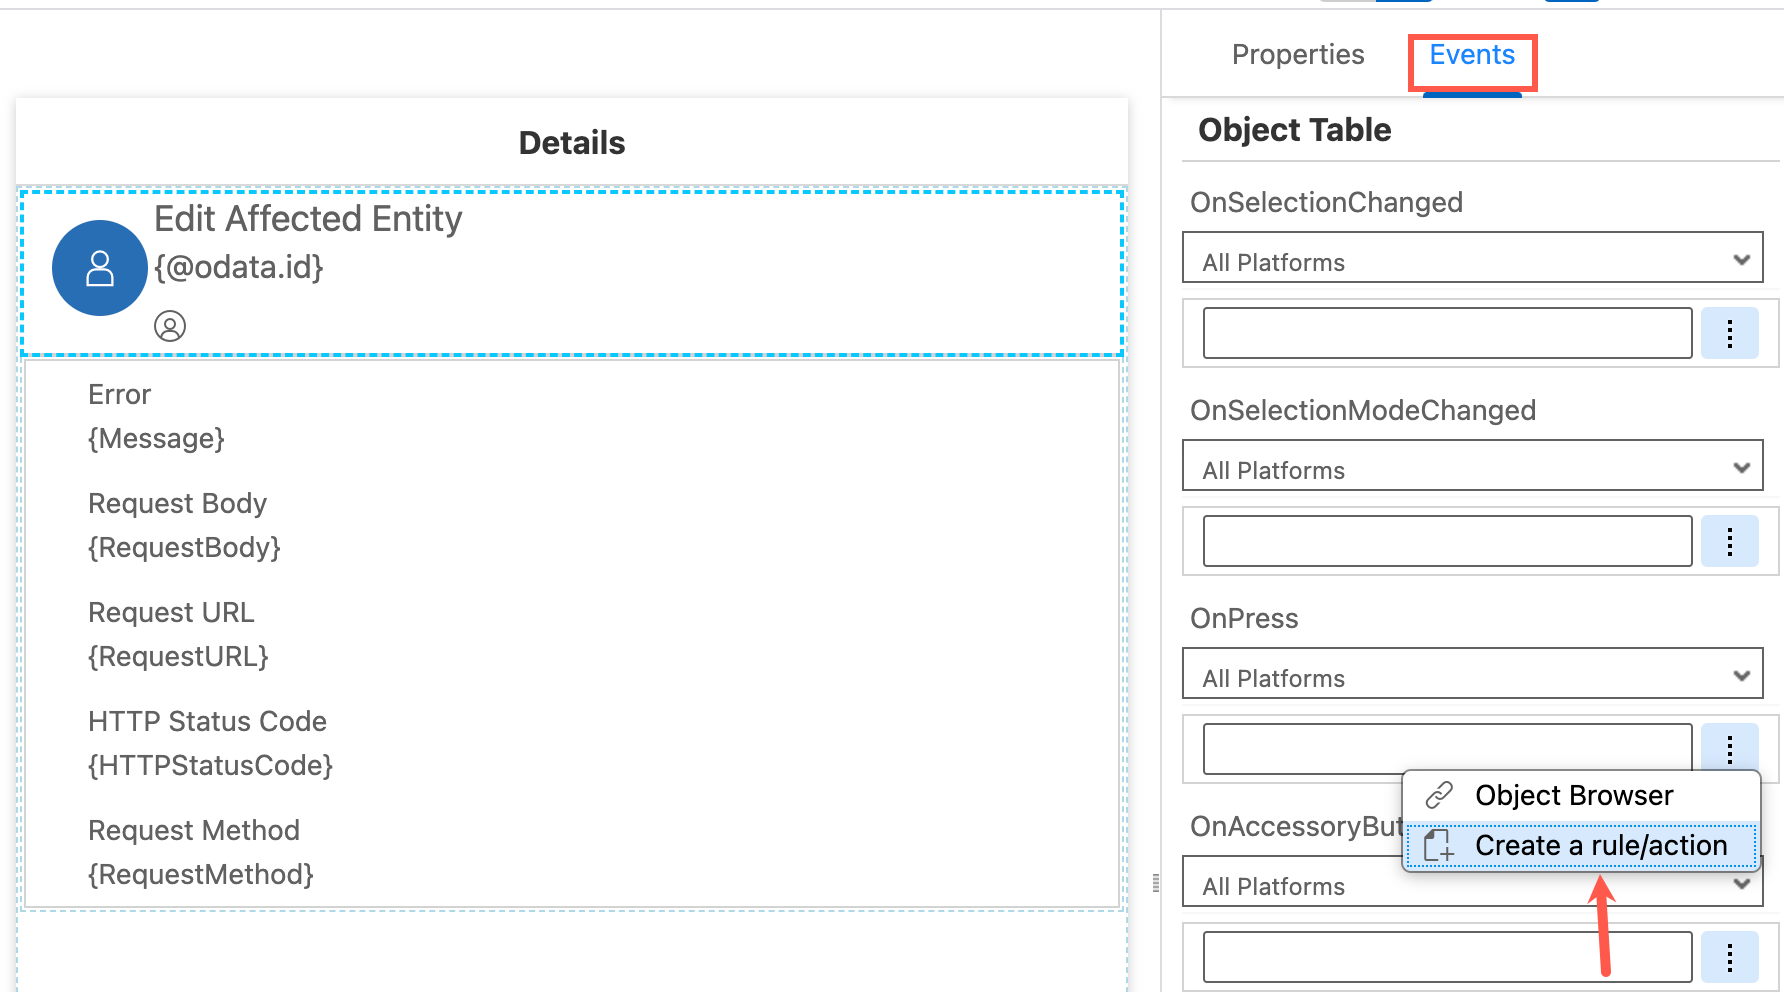 Properties
Events
Details
Edit Affected Entity
{@odata.id}
Error
{Message}
Request Body
{RequestBody}
Request URL
{RequestURL}
HTTP Status Code
{HTTPStatusCode}
Request Method
{RequestMethod}
Object Table
OnSelectionChanged
All Platforms
OnSelectionModeChanged
All Platforms
OnPress
All Platforms
Object Browser
Create a rule/action
OnAccessoryBut
All Platforms